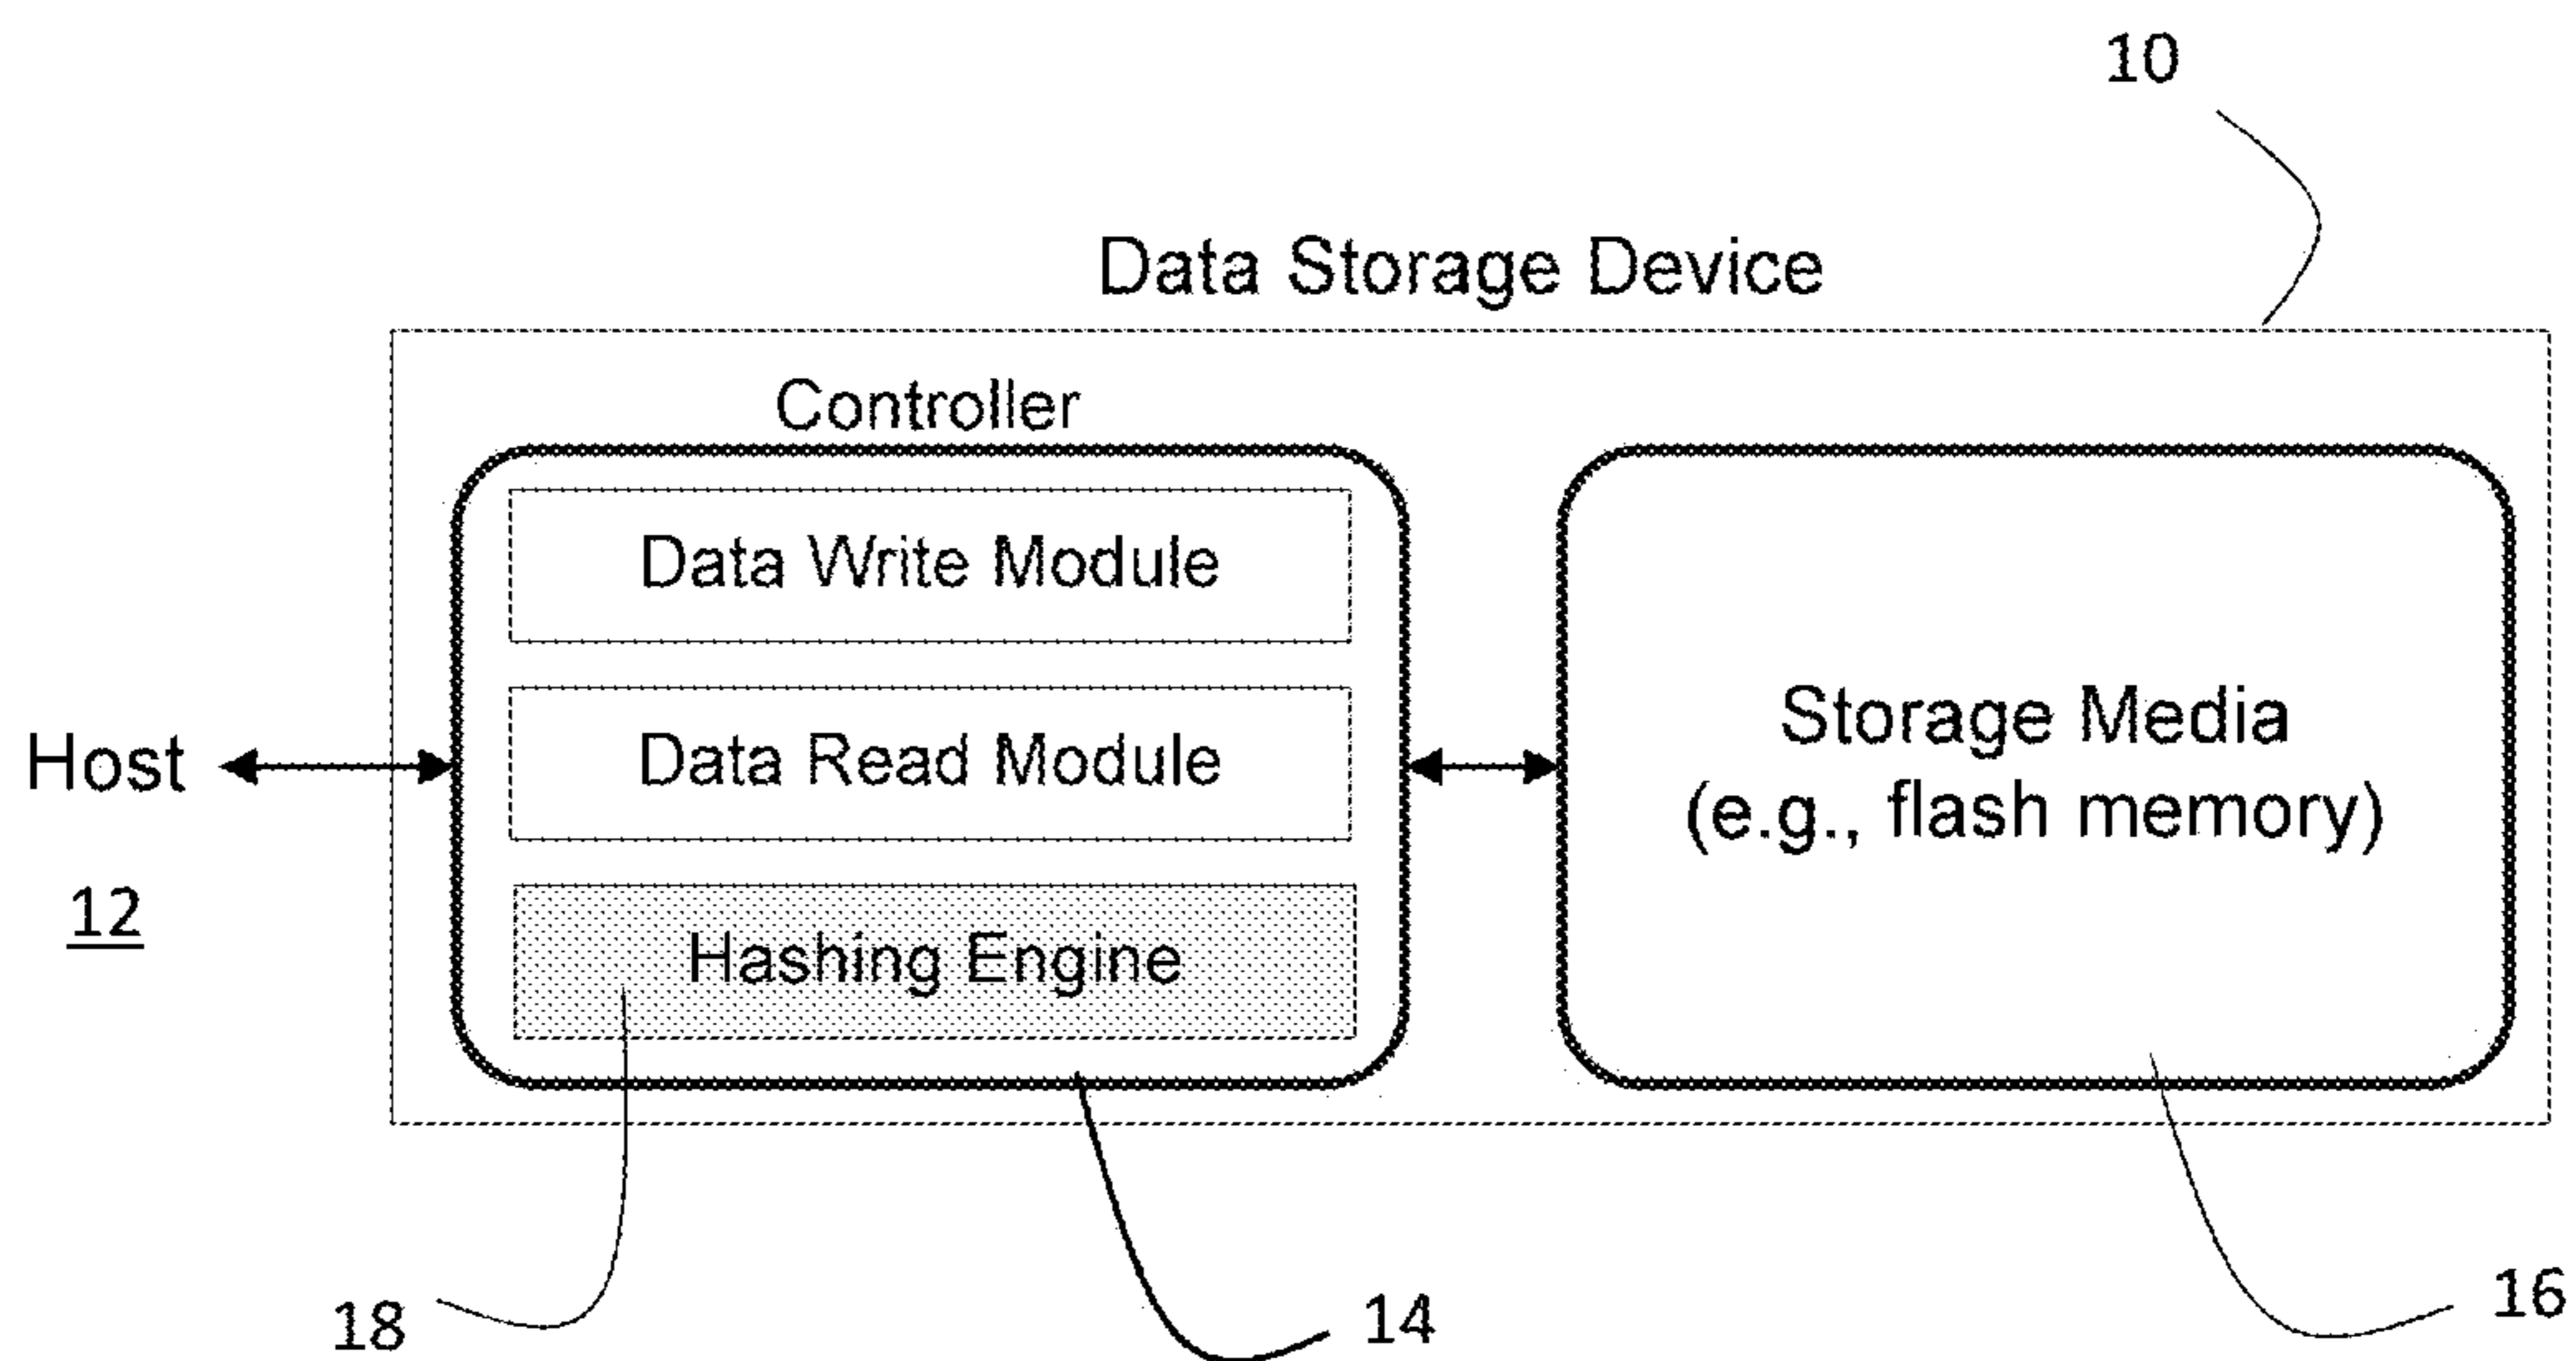 10
Data Storage Device
Controller
Data Write Module
Data Read Module
Hashing Engine
Host
12
Storage Media
(e.g., flash memory)
18
14
16